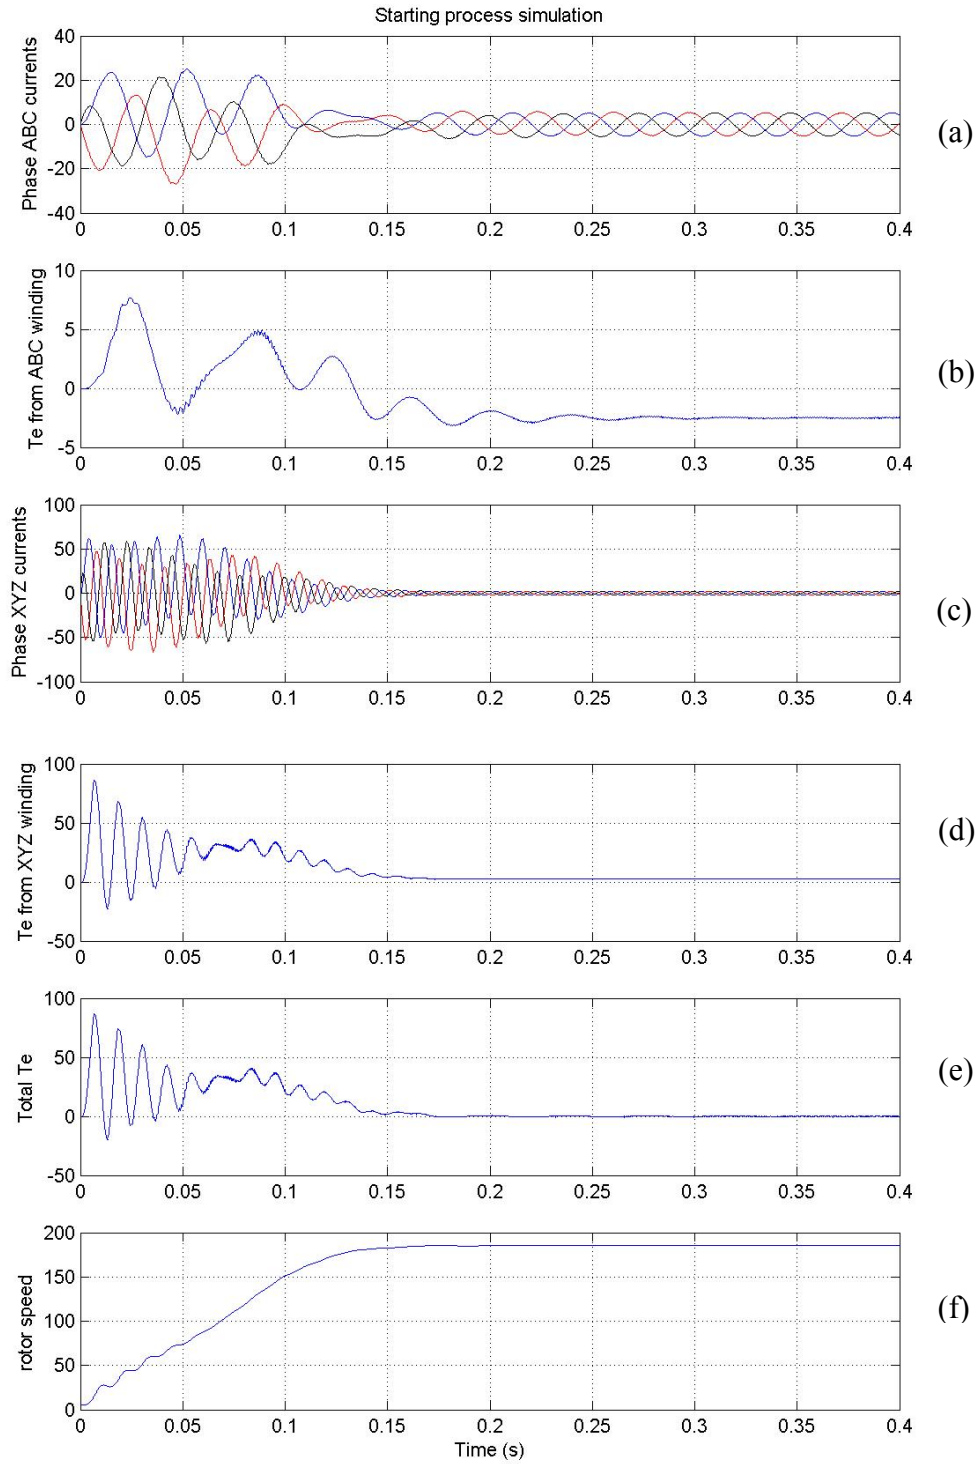 Starting process simulation
Phase ABC currents
40
20
0
-20
-40
0 0.05 0.1 0.15 0.2 0.25 0.3 0.35 0.4
(a)
Te from ABC winding
10
5
0
-5
0 0.05 0.1 0.15 0.2 0.25 0.3 0.35 0.4
(b)
Phase XYZ currents
100
50
0
-50
-100
0 0.05 0.1 0.15 0.2 0.25 0.3 0.35 0.4
(c)
Te from XYZ winding
100
50
0
-50
0 0.05 0.1 0.15 0.2 0.25 0.3 0.35 0.4
(d)
Total Te
100
50
0
-50
0 0.05 0.1 0.15 0.2 0.25 0.3 0.35 0.4
(e)
rotor speed
200
150
100
50
0
0 0.05 0.1 0.15 0.2 0.25 0.3 0.35 0.4
(f)
Time (s)